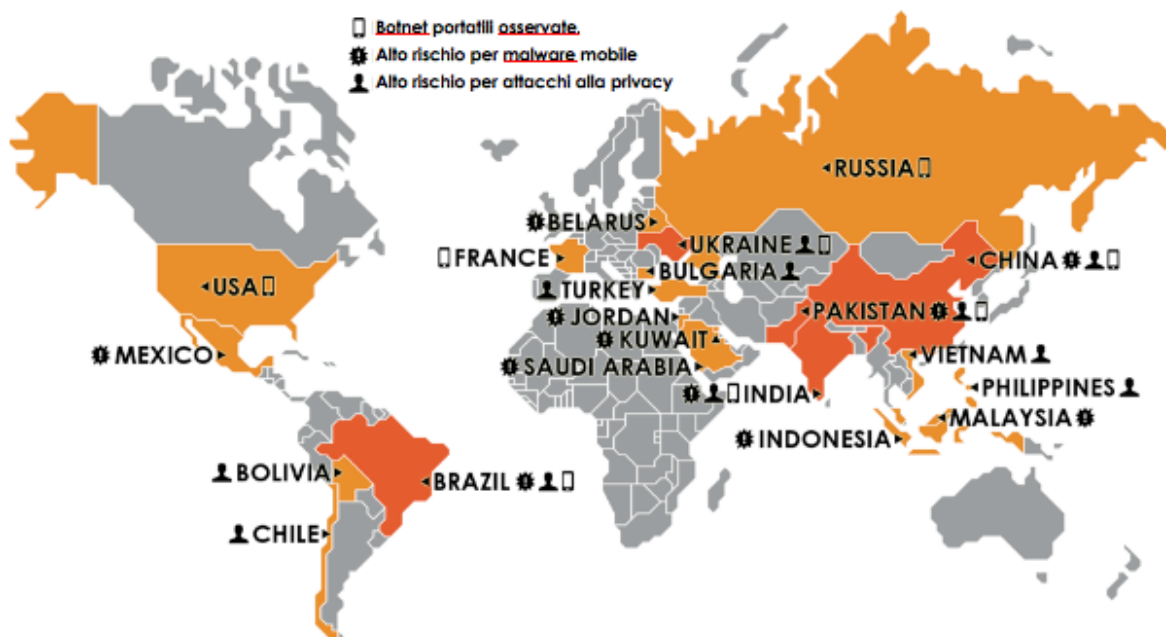 Botnet portatili osservate,
Alto rischio per malware mobile
Alto rischio per attacchi alla privacy
RUSSIA
BELARUS
UKRAINE
FRANCE
BULGARIA
CHINA
USA
TURKEY
JORDAN
PAKISTAN
KUWAIT
MEXICO
SAUDI ARABIA
VIETNAM
INDIA
PHILIPPINES
MALAYSIA
INDONESIA
BOLIVIA
BRAZIL
CHILE